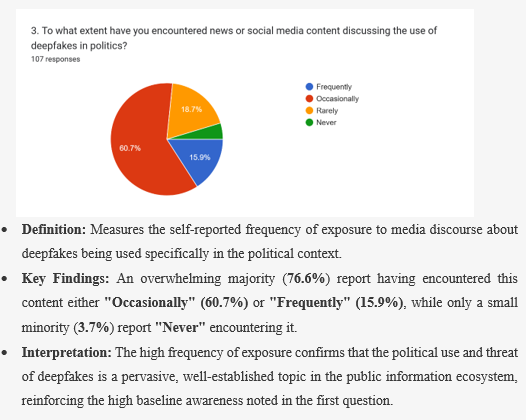 3. To what extent have you encountered news or social media content discussing the use of
deepfakes in politics?
107 responses
Frequently
Occasionally
Rarely
Never
18.7%
60.7%
15.9%
• Definition: Measures the self-reported frequency of exposure to media discourse about
deepfakes being used specifically in the political context.
• Key Findings: An overwhelming majority (76.6%) report having encountered this
content either "Occasionally" (60.7%) or "Frequently" (15.9%), while only a small
minority (3.7%) report "Never" encountering it.
• Interpretation: The high frequency of exposure confirms that the political use and threat
of deepfakes is a pervasive, well-established topic in the public information ecosystem,
reinforcing the high baseline awareness noted in the first question.